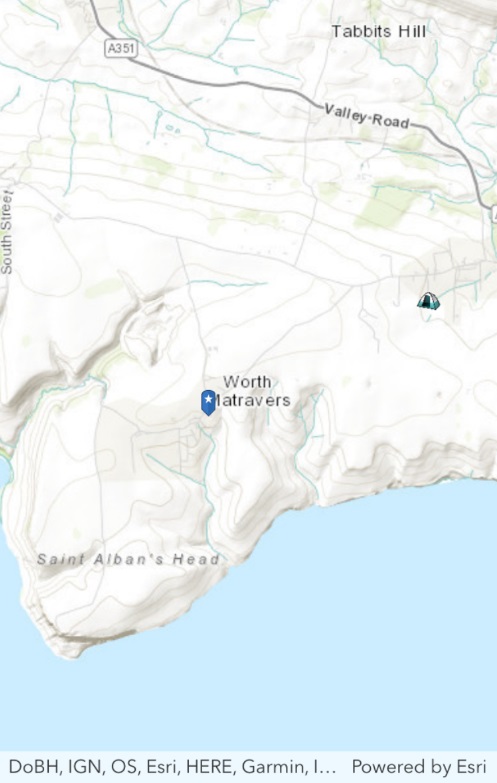 Tabbits Hill
A351
Valley-Road
South Street
Worth
Matravers
Saint Alban's Head
DoBH, IGN, OS, Esri, HERE, Garmin, I... Powered by Esri